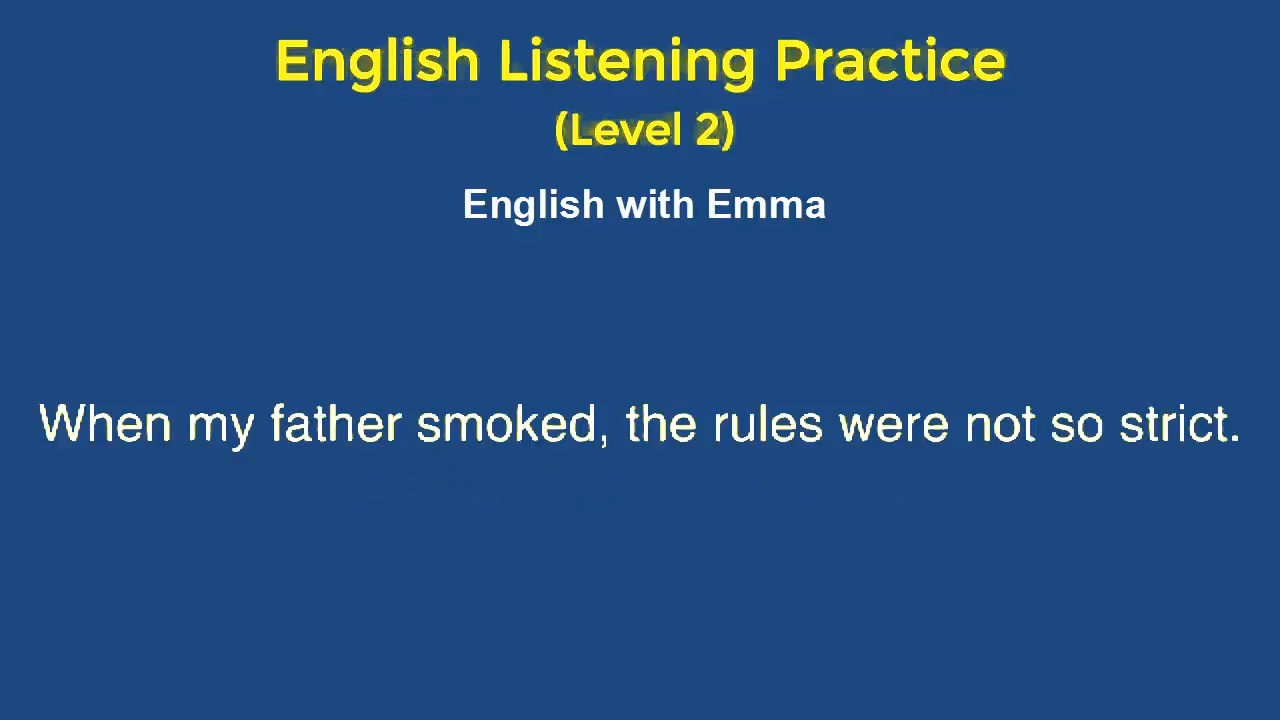 English Listening Practice
(Level 2)
English with Emma
When my father smoked, the rules were not so strict.